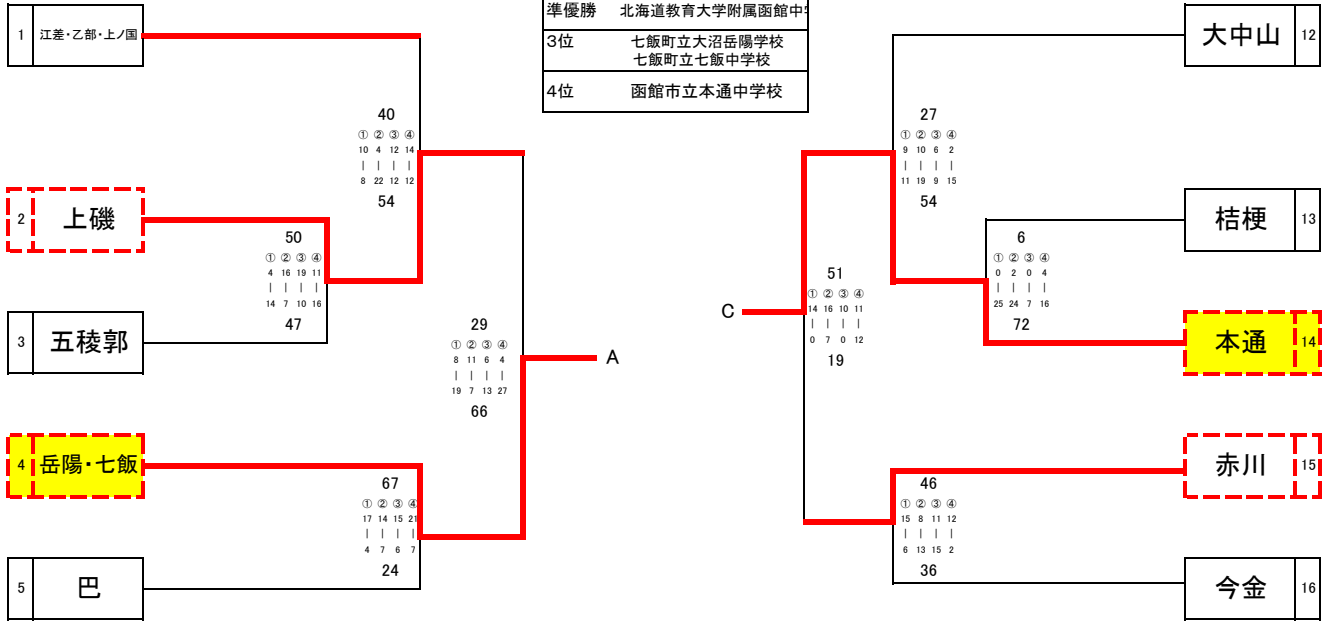 準優勝 北海道教育大学附属函館中
3位 七飯町立大沼岳陽学校
七飯町立七飯中学校
4位 函館市立本通中学校
1 江差・乙部・上ノ国
40
① ② ③ ④
10 4 12 14
| | | |
8 22 12 12
54
2 上磯
50
① ② ③ ④
4 16 19 11
| | | |
14 7 10 16
47
3 五稜郭
29
① ② ③ ④
8 11 6 4
| | | |
19 7 13 27
66
A
4 岳陽・七飯
67
① ② ③ ④
17 14 15 21
| | | |
4 7 6 7
24
5 巴
大中山 12
27
① ② ③ ④
9 10 6 2
| | | |
11 19 9 15
54
桔梗 13
6
① ② ③ ④
0 2 0 4
| | | |
25 24 7 16
72
本通 14
C
51
① ② ③ ④
14 16 10 11
| | | |
0 7 0 12
19
赤川 15
46
① ② ③ ④
15 8 11 12
| | | |
6 13 15 2
36
今金 16